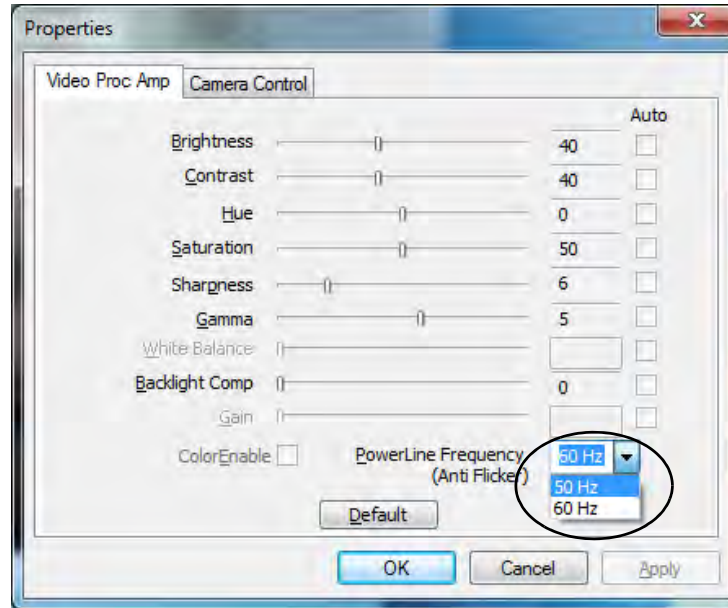 Properties
Video Proc Amp
Camera Control
Auto
Brightness 40
Contrast 40
Hue 0
Saturation 50
Sharpness 6
Gamma 5
White Balance
Backlight Comp 0
Gain
ColorEnable PowerLine Frequency 60 Hz
(Anti Flicker)
50 Hz
60 Hz
Default
OK Cancel Apply